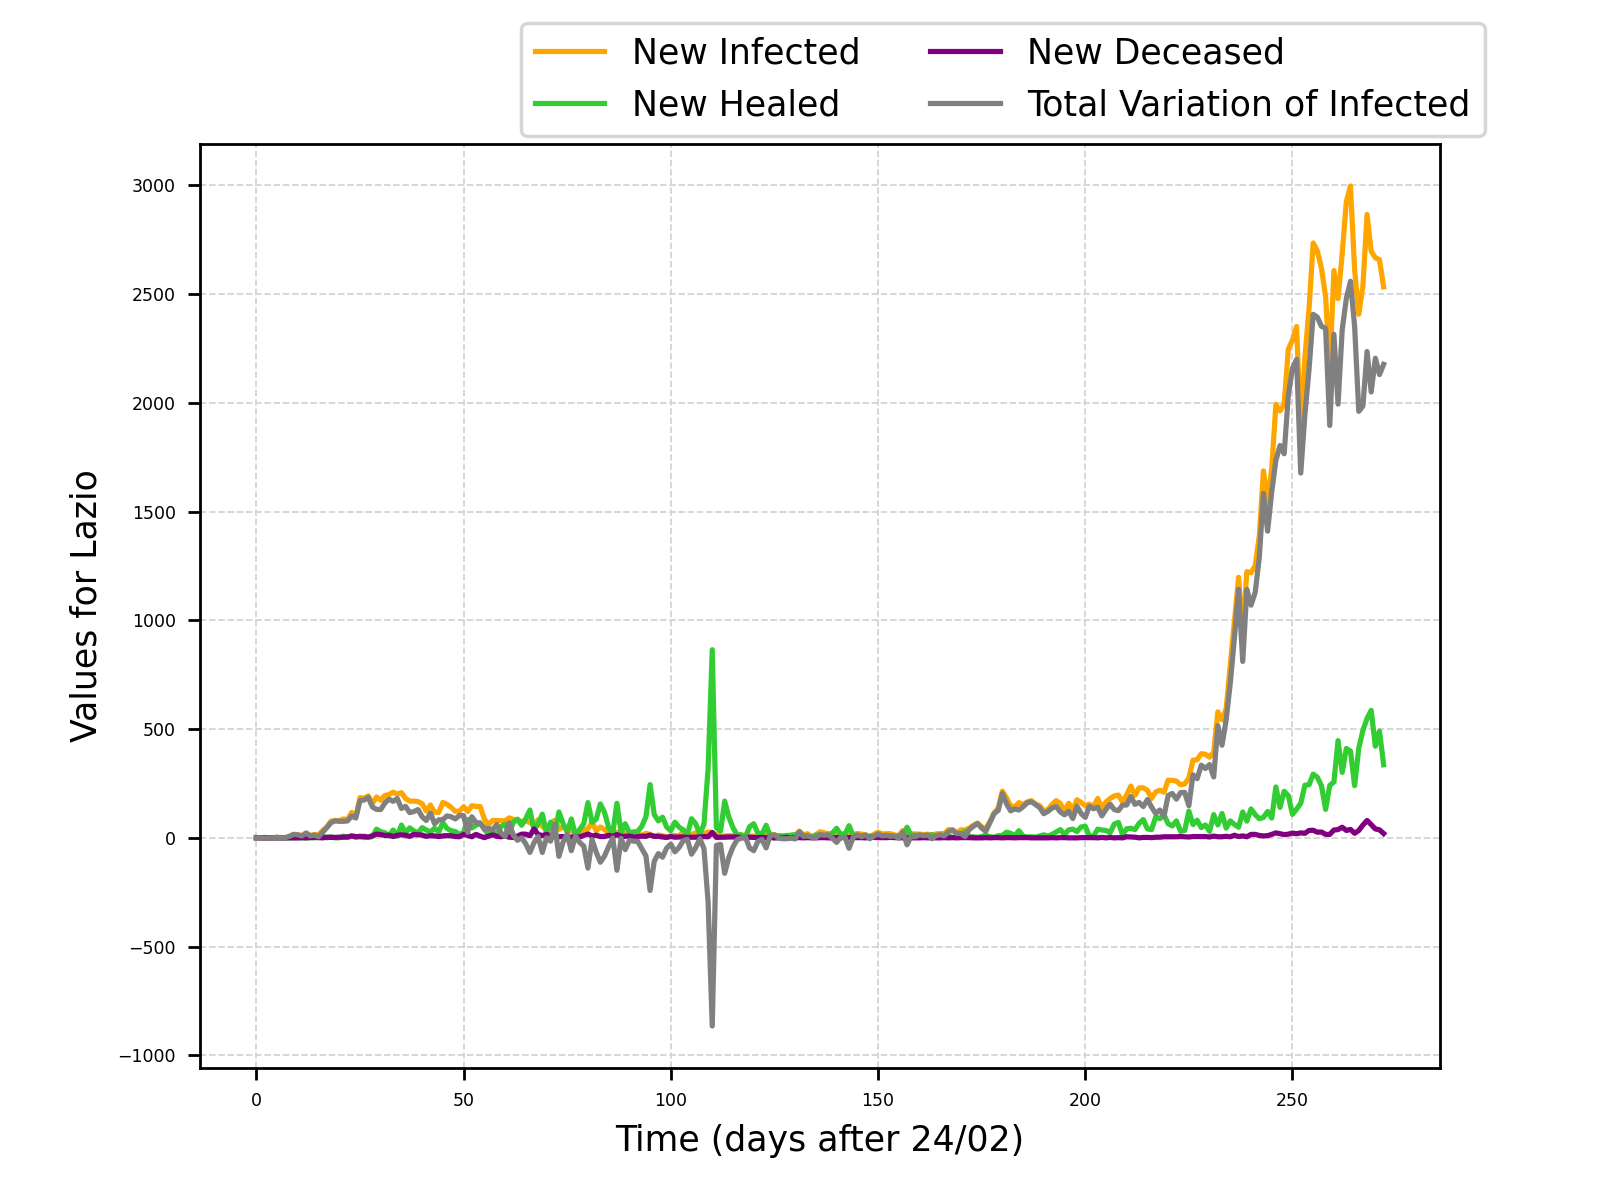 New Infected
New Healed
New Deceased
Total Variation of Infected
3000
2500
2000
1500
1000
500
0
−500
−1000
Values for Lazio
0 50 100 150 200 250
Time (days after 24/02)